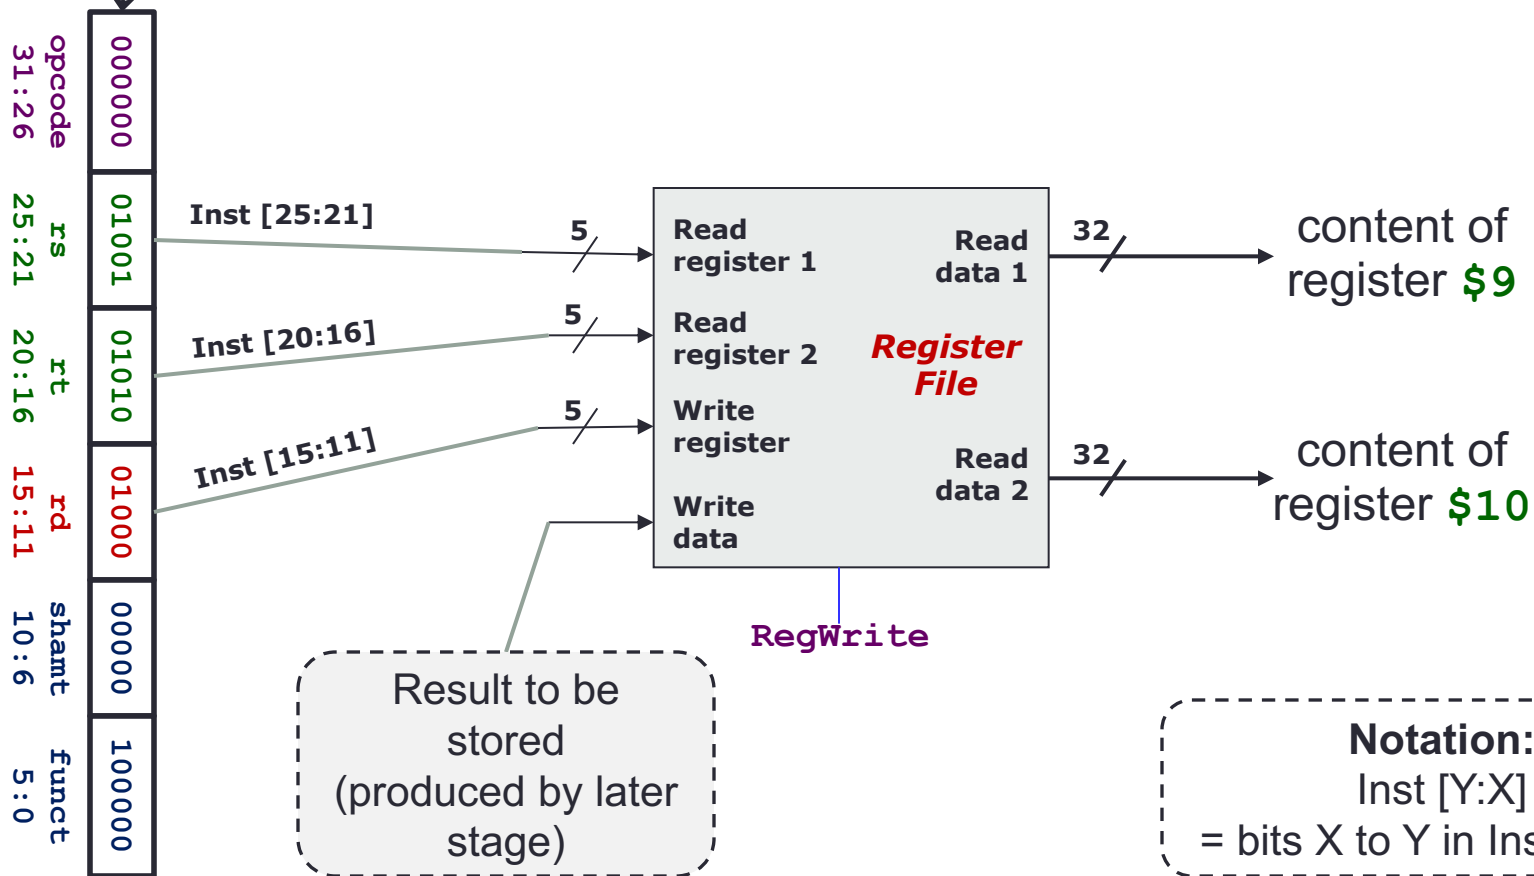 opcode
31:26
000000
rs
25:21
01001
rt
20:16
01010
rd
15:11
01000
shamt
10:6
00000
funct
5:0
100000
Inst [25:21]
Inst [20:16]
Inst [15:11]
5
5
5
Read
register 1
Read
register 2
Write
register
Write
data
Read
data 1
Register
File
Read
data 2
32
32
content of
register $9
content of
register $10
RegWrite
Result to be
stored
(produced by later
stage)
Notation:
Inst [Y:X]
= bits X to Y in